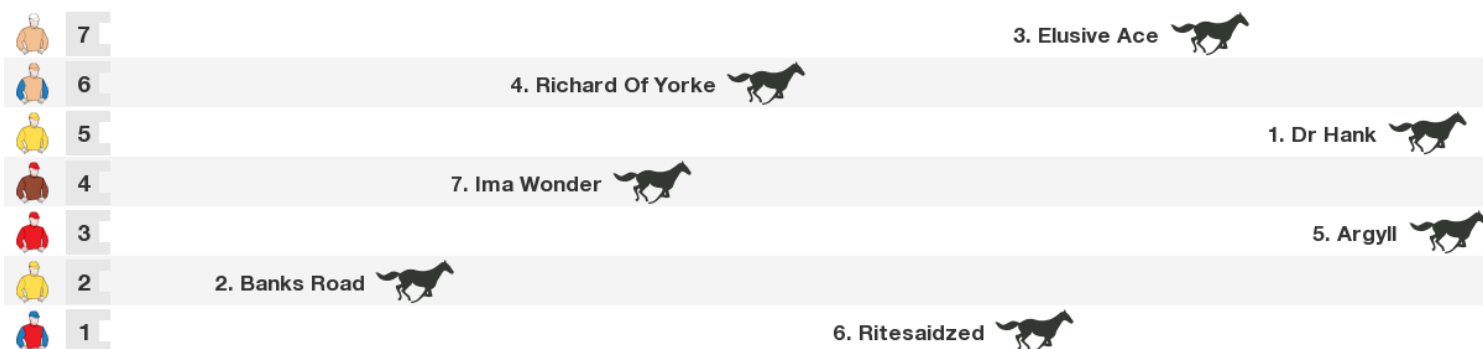 7 3. Elusive Ace
6 4. Richard Of Yorke
5 1. Dr Hank
4 7. Ima Wonder
3 5. Argyll
2 2. Banks Road
1 6. Ritesaidzed